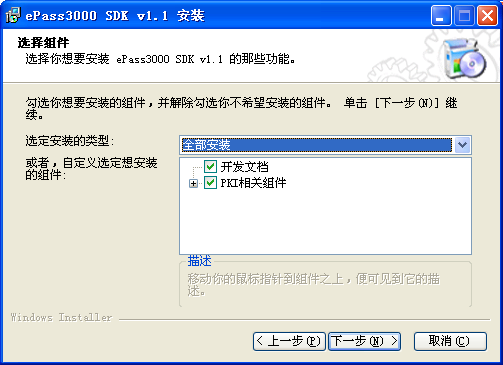 ePass3000 SDK v1.1 安装
选择组件
选择你想要安装 ePass3000 SDK v1.1 的那些功能。
勾选你想要安装的组件，并解除勾选你不希望安装的组件。 单击 [下一步(N)] 继
续。
选定安装的类型:
全部安装
或者，自定义选定想安装
的组件:
开发文档
PKI相关组件
描述
移动你的鼠标指针到组件之上，便可见到它的描
述。
Windows Installer
< 上一步(P)
下一步(N) >
取消(C)